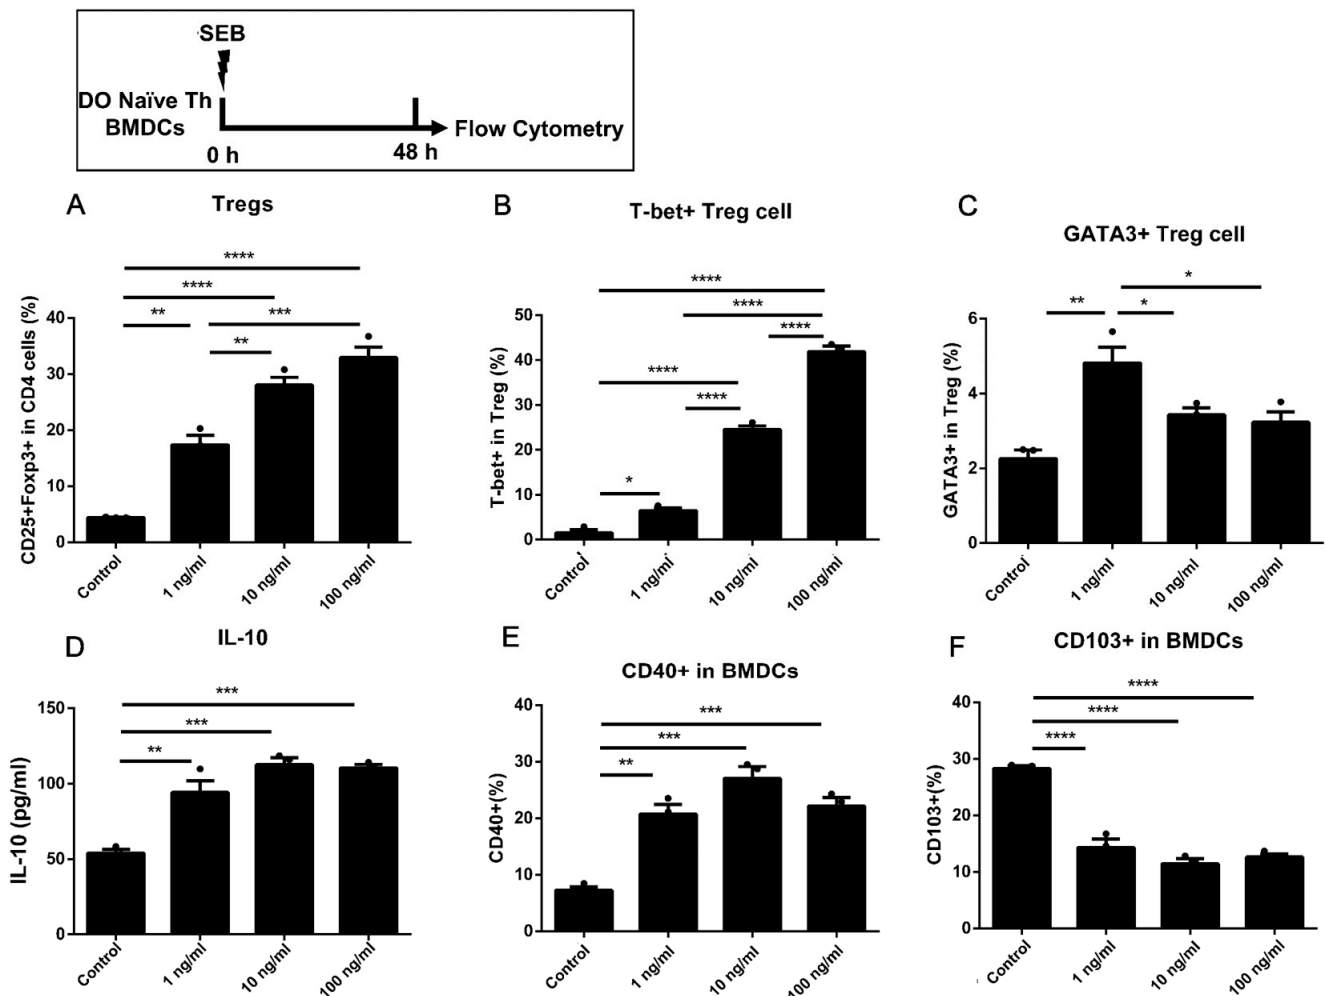 SEB
DO Naïve Th
BMDCs
0 h
48 h
Flow Cytometry
A
Tregs
CD25+Foxp3+ in CD4 cells (%)
****
****
**
***
**
40
30
20
10
0
Control
1 ng/ml
10 ng/ml
100 ng/ml
B
T-bet+ Treg cell
T-bet+ in Treg (%)
****
****
****
****
****
*
50
40
30
20
10
0
Control
1 ng/ml
10 ng/ml
100 ng/ml
C
GATA3+ Treg cell
GATA3+ in Treg (%)
*
**
*
6
4
2
0
Control
1 ng/ml
10 ng/ml
100 ng/ml
D
IL-10
IL-10 (pg/ml)
***
***
**
150
100
50
0
Control
1 ng/ml
10 ng/ml
100 ng/ml
E
CD40+ in BMDCs
CD40+(%)
***
***
**
40
30
20
10
0
Control
1 ng/ml
10 ng/ml
100 ng/ml
F
CD103+ in BMDCs
CD103+(%)
****
****
****
40
30
20
10
0
Control
1 ng/ml
10 ng/ml
100 ng/ml